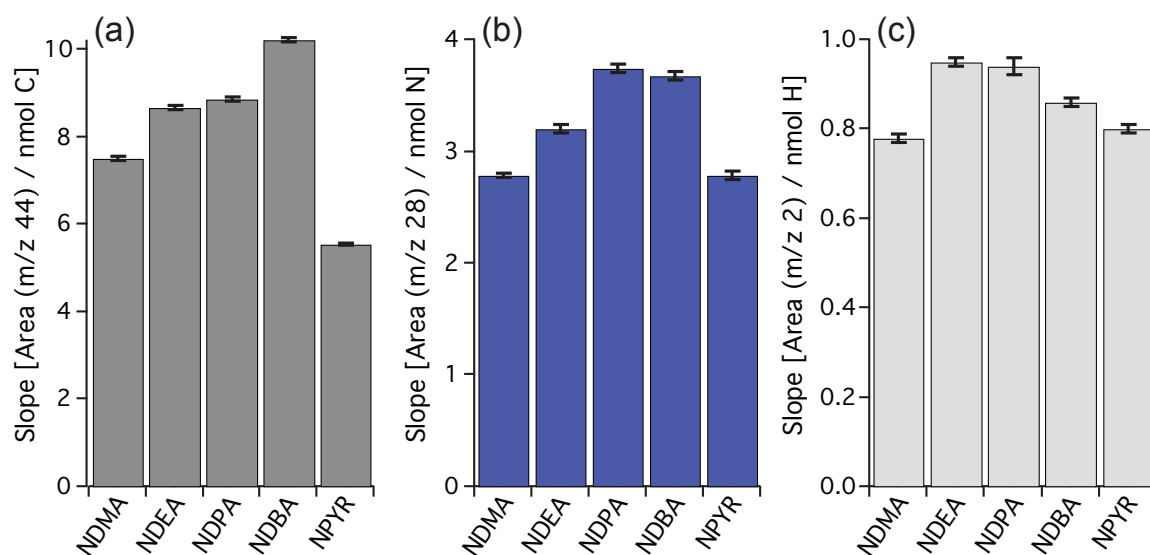 (a)
Slope [Area (m/z 44) / nmol C]
10
8
6
4
2
0
NDMA
NDEA
NDPA
NDBA
NPYR
(b)
Slope [Area (m/z 28) / nmol N]
4
3
2
1
0
NDMA
NDEA
NDPA
NDBA
NPYR
(c)
Slope [Area (m/z 2) / nmol H]
1.0
0.8
0.6
0.4
0.2
0.0
NDMA
NDEA
NDPA
NDBA
NPYR